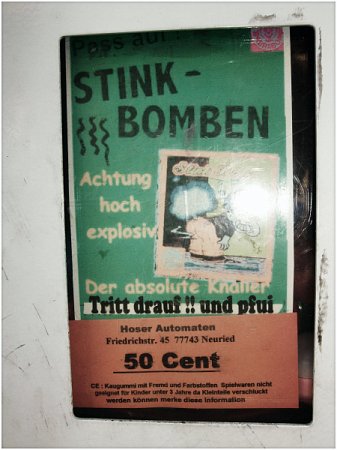 Pass auf!
STINK-
BOMBEN
Achtung
hoch
explosiv
Der absolute Knaller
Tritt drauf !! und pfui
Hoser Automaten
Friedrichstr. 45 77743 Neuried
50 Cent
CE : Kaugummi mit Fremd und Farbstoffen Spielwaren nicht
geeignet für Kinder unter 3 Jahre da Kleinteile verschluckt
werden können merke diese Information